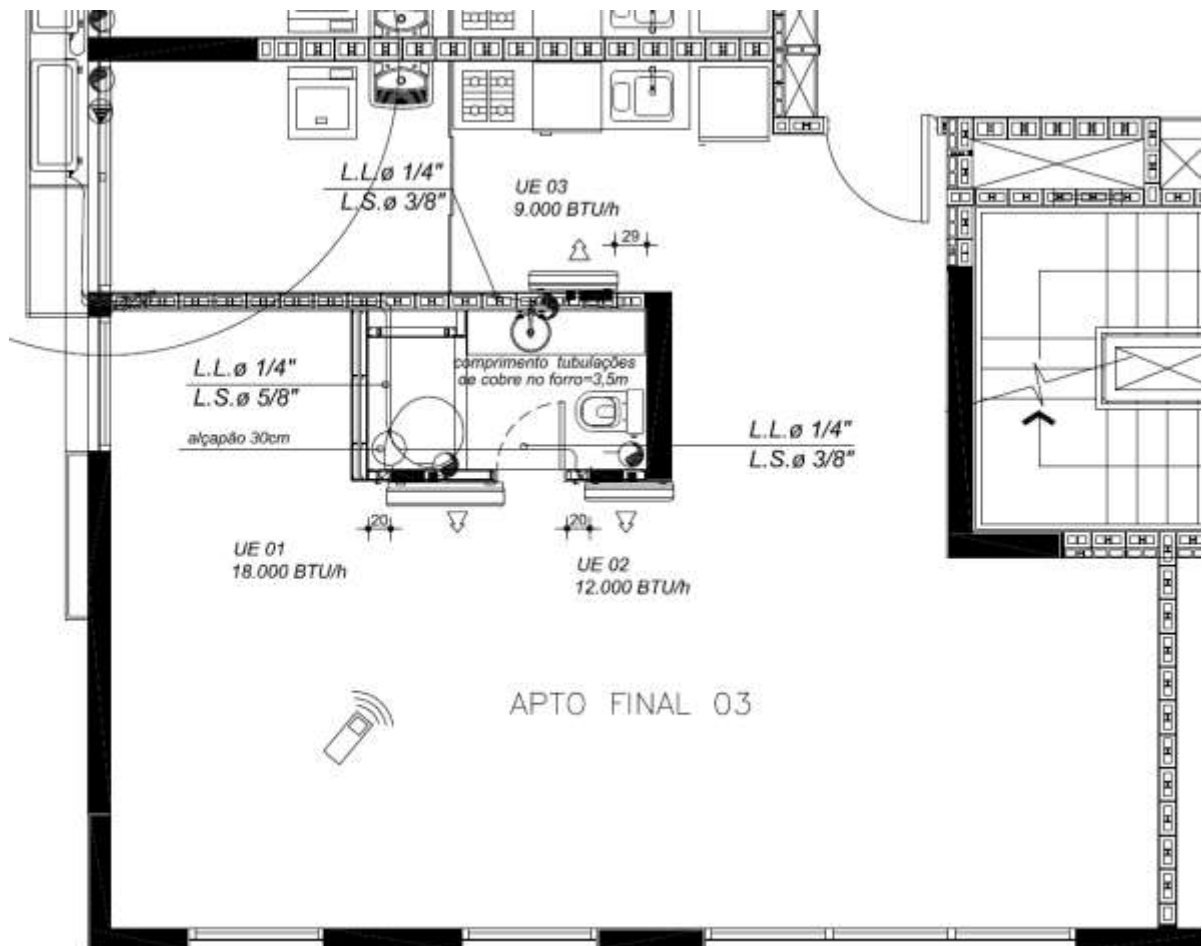 L.L.ø 1/4"
L.S.ø 3/8"
UE 03
9.000 BTU/h
29
L.L.ø 1/4"
L.S.ø 5/8"
comprimento tubulações
de cobre no forro=3,5m
alçapão 30cm
L.L.ø 1/4"
L.S.ø 3/8"
20
20
UE 01
18.000 BTU/h
UE 02
12.000 BTU/h
APTO FINAL 03